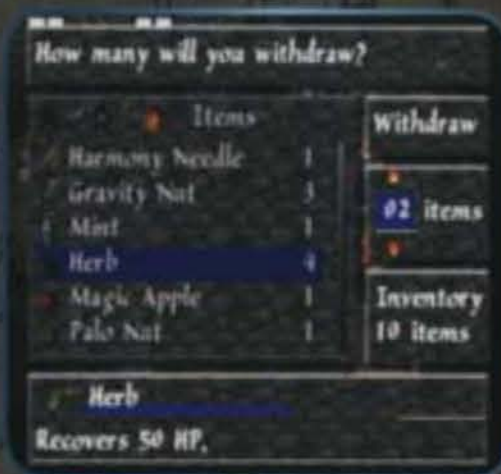 How many will you withdraw?
Items
Harmony Needle 1
Gravity Nut 3
Mint 1
Herb 4
Magic Apple 1
Palo Nut 1
Withdraw
02 items
Inventory
10 items
Herb
Recovers 50 HP.